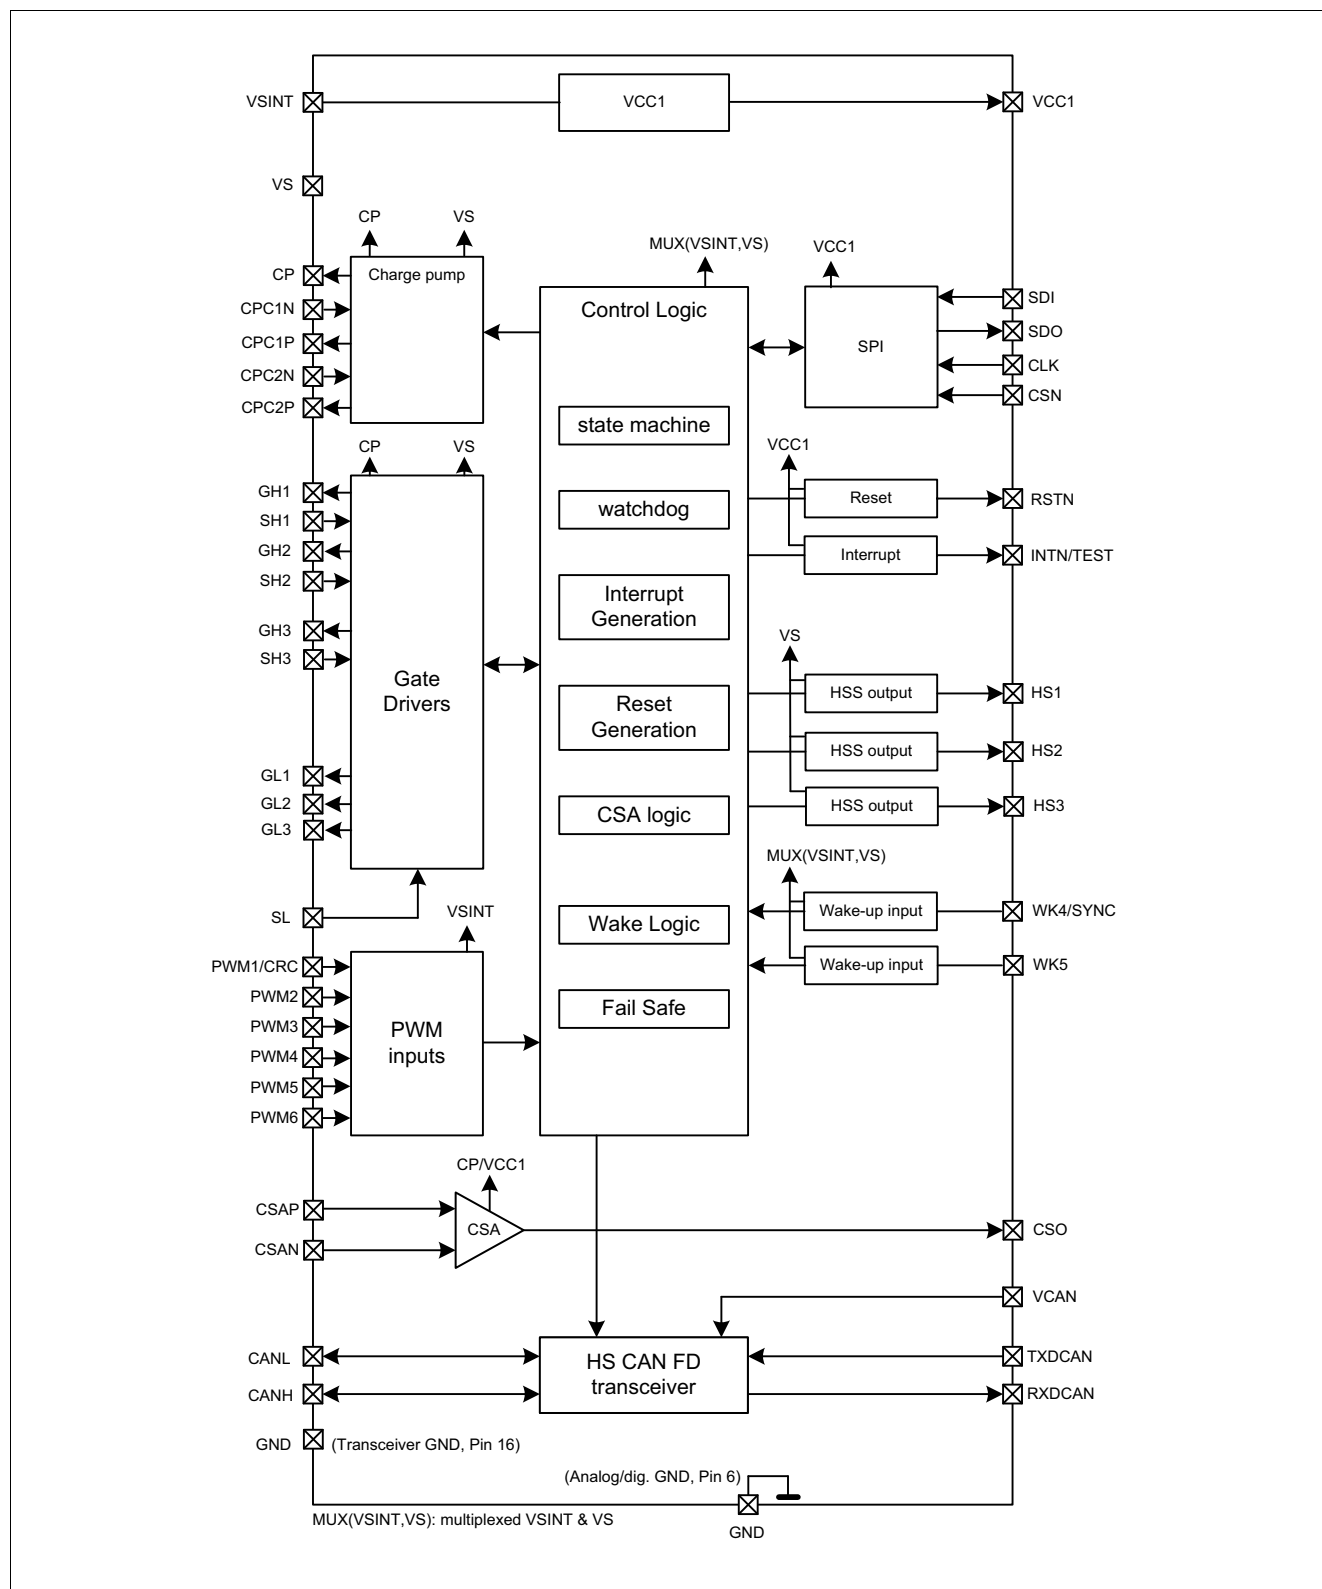 VSINT
VCC1
VCC1
VS
CP
VS
MUX(VSINT,VS)
VCC1
CP
Charge pump
CPC1N
CPC1P
CPC2N
CPC2P
Control Logic
SPI
SDI
SDO
CLK
CSN
state machine
CP
VS
VCC1
GH1
SH1
GH2
SH2
GH3
SH3
Gate
Drivers
GL1
GL2
GL3
SL
watchdog
Reset
RSTN
Interrupt
INTN/TEST
Interrupt
Generation
VS
Reset
Generation
HSS output
HS1
HSS output
HS2
HSS output
HS3
CSA logic
MUX(VSINT,VS)
Wake Logic
Wake-up input
WK4/SYNC
Wake-up input
WK5
Fail Safe
VSINT
PWM1/CRC
PWM2
PWM3
PWM4
PWM5
PWM6
PWM
inputs
CP/VCC1
CSAP
CSAN
CSA
CSO
VCAN
CANL
CANH
HS CAN FD
transceiver
TXDCAN
RXDCAN
GND
(Transceiver GND, Pin 16)
(Analog/dig. GND, Pin 6)
MUX(VSINT,VS): multiplexed VSINT & VS
GND